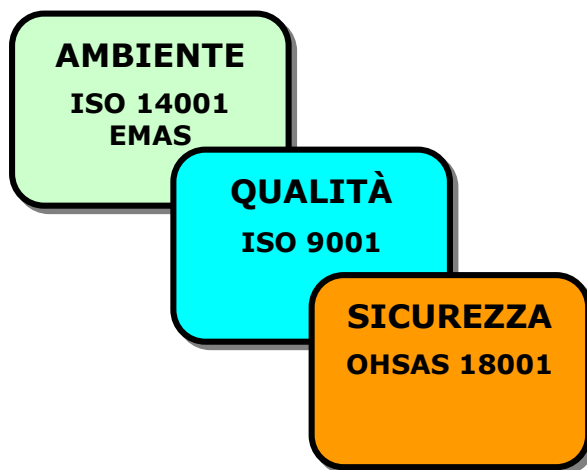 AMBIENTE
ISO 14001
EMAS
QUALITÀ
ISO 9001
SICUREZZA
OHSAS 18001